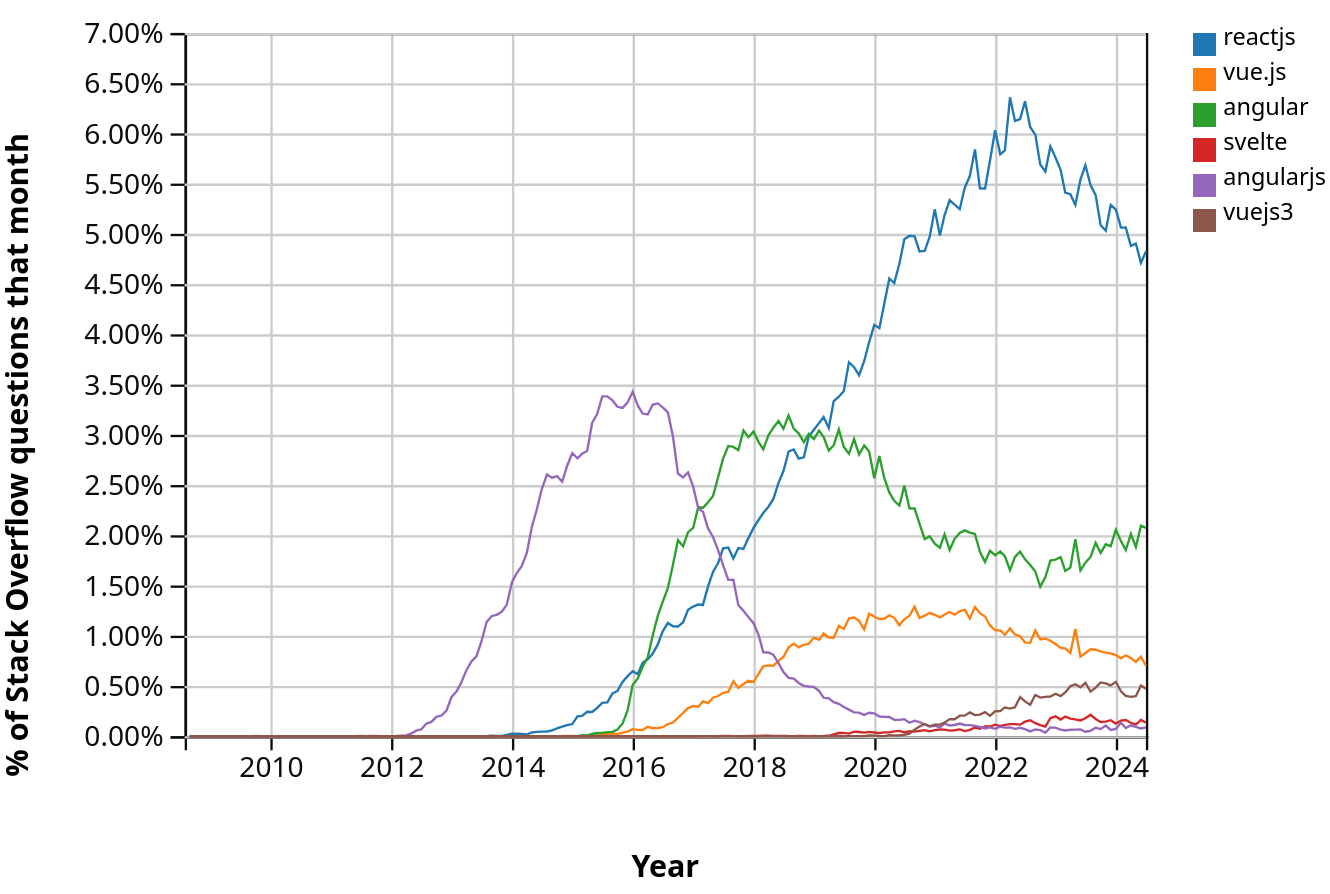 % of Stack Overflow questions that month
7.00%
6.50%
6.00%
5.50%
5.00%
4.50%
4.00%
3.50%
3.00%
2.50%
2.00%
1.50%
1.00%
0.50%
0.00%
2010 2012 2014 2016 2018 2020 2022 2024
Year
reactjs
vue.js
angular
svelte
angularjs
vuejs3